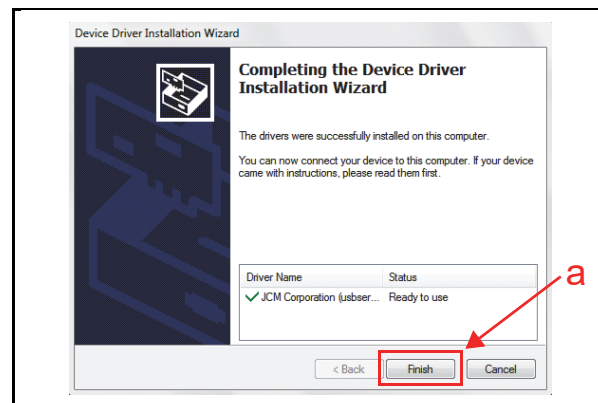 Device Driver Installation Wizard
Completing the Device Driver
Installation Wizard
The drivers were successfully installed on this computer.
You can now connect your device to this computer. If your device
came with instructions, please read them first.
Driver Name Status
JCM Corporation (usbser... Ready to use
a
< Back Finish Cancel